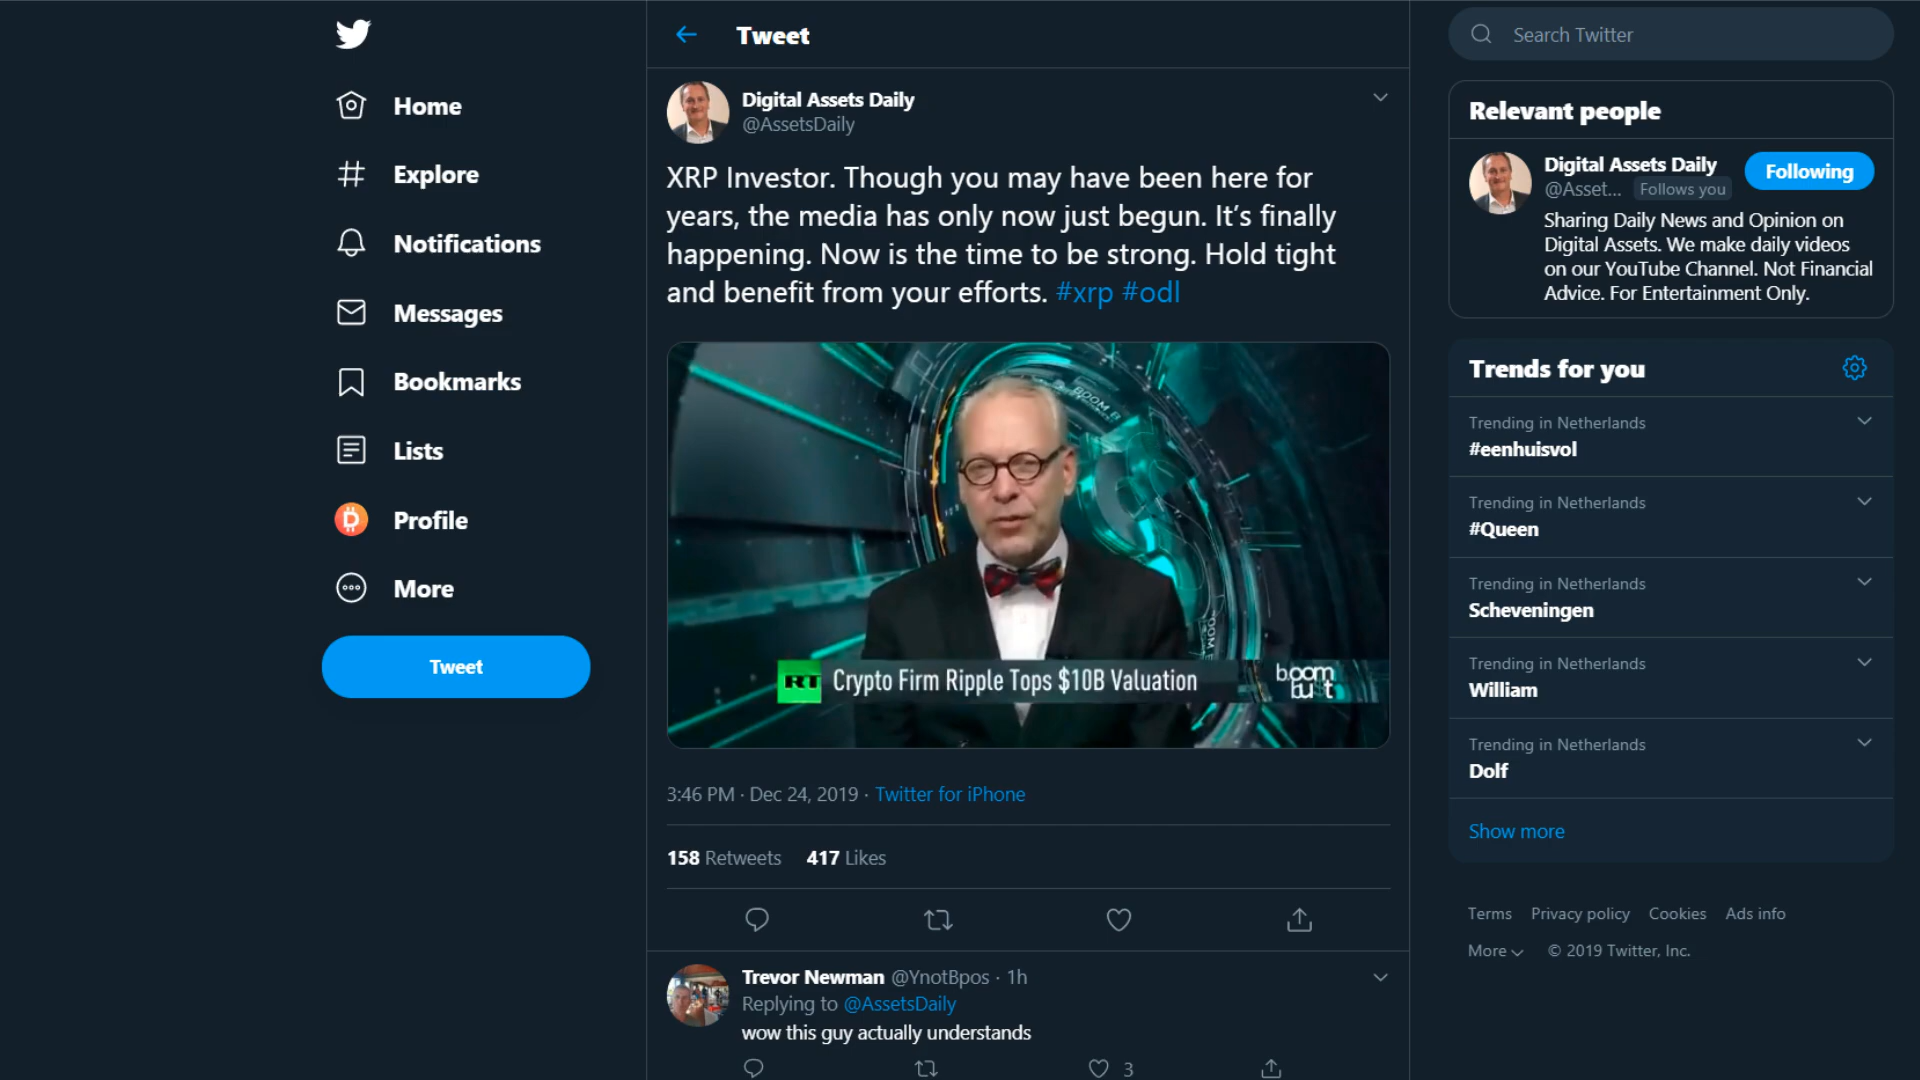 Home
Explore
Notifications
Messages
Bookmarks
Lists
Profile
More
Tweet
Tweet
Digital Assets Daily
@AssetsDaily
XRP Investor. Though you may have been here for
years, the media has only now just begun. It’s finally
happening. Now is the time to be strong. Hold tight
and benefit from your efforts. #xrp #odl
BOOM B
RT Crypto Firm Ripple Tops $10B Valuation
boom
bust
3:46 PM · Dec 24, 2019 · Twitter for iPhone
158 Retweets 417 Likes
Trevor Newman @YnotBpos · 1h
Replying to @AssetsDaily
wow this guy actually understands
3
Search Twitter
Relevant people
Digital Assets Daily
@Asset... Follows you
Following
Sharing Daily News and Opinion on
Digital Assets. We make daily videos
on our YouTube Channel. Not Financial
Advice. For Entertainment Only.
Trends for you
Trending in Netherlands
#eenhuisvol
Trending in Netherlands
#Queen
Trending in Netherlands
Scheveningen
Trending in Netherlands
William
Trending in Netherlands
Dolf
Show more
Terms Privacy policy Cookies Ads info
More © 2019 Twitter, Inc.